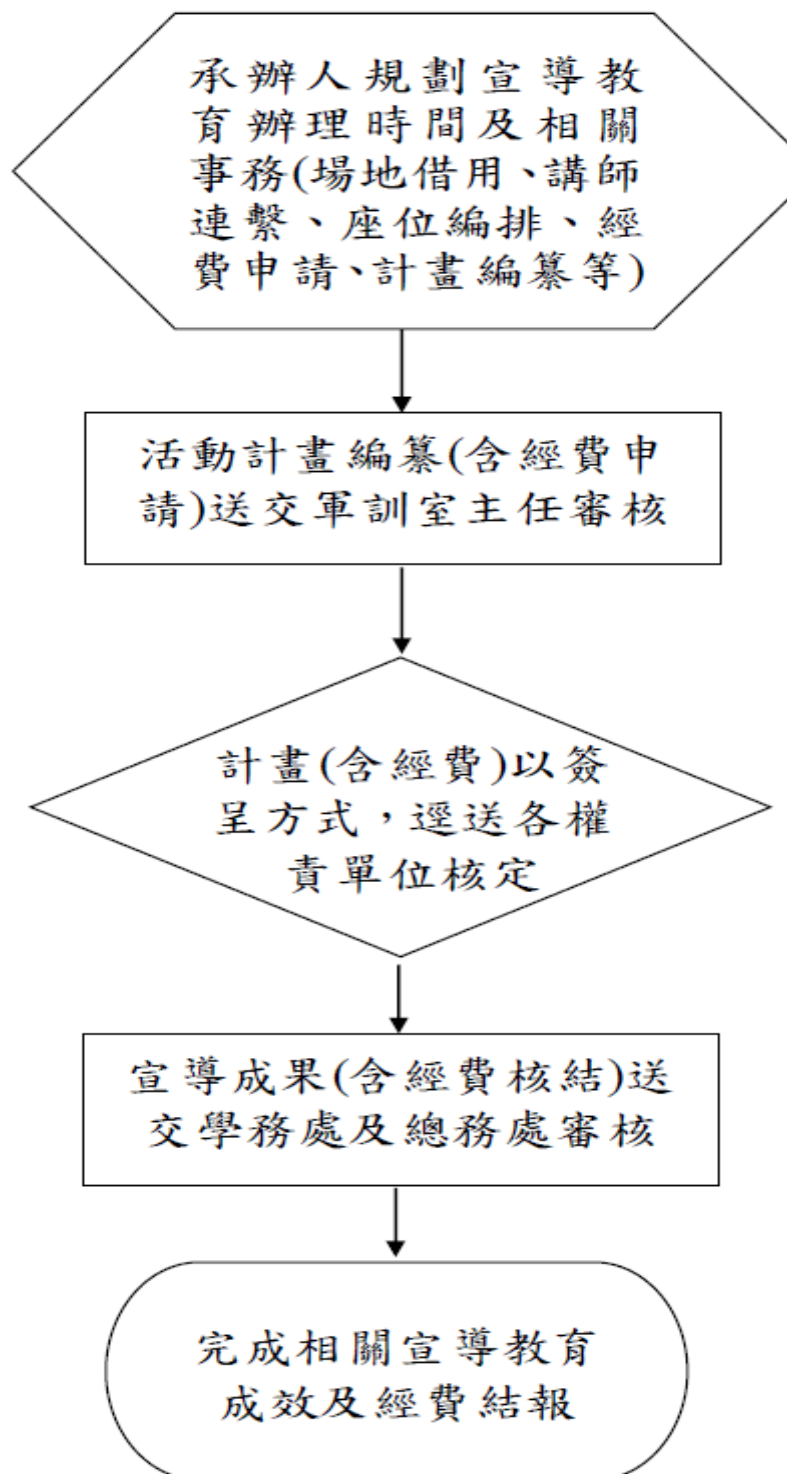 承辦人規劃宣導教
育辦理時間及相關
事務(場地借用、講師
連繫、座位編排、經
費申請、計畫編纂等)
活動計畫編纂(含經費申
請)送交軍訓室主任審核
計畫(含經費)以簽
呈方式，逕送各權
責單位核定
宣導成果(含經費核結)送
交學務處及總務處審核
完成相關宣導教育
成效及經費結報